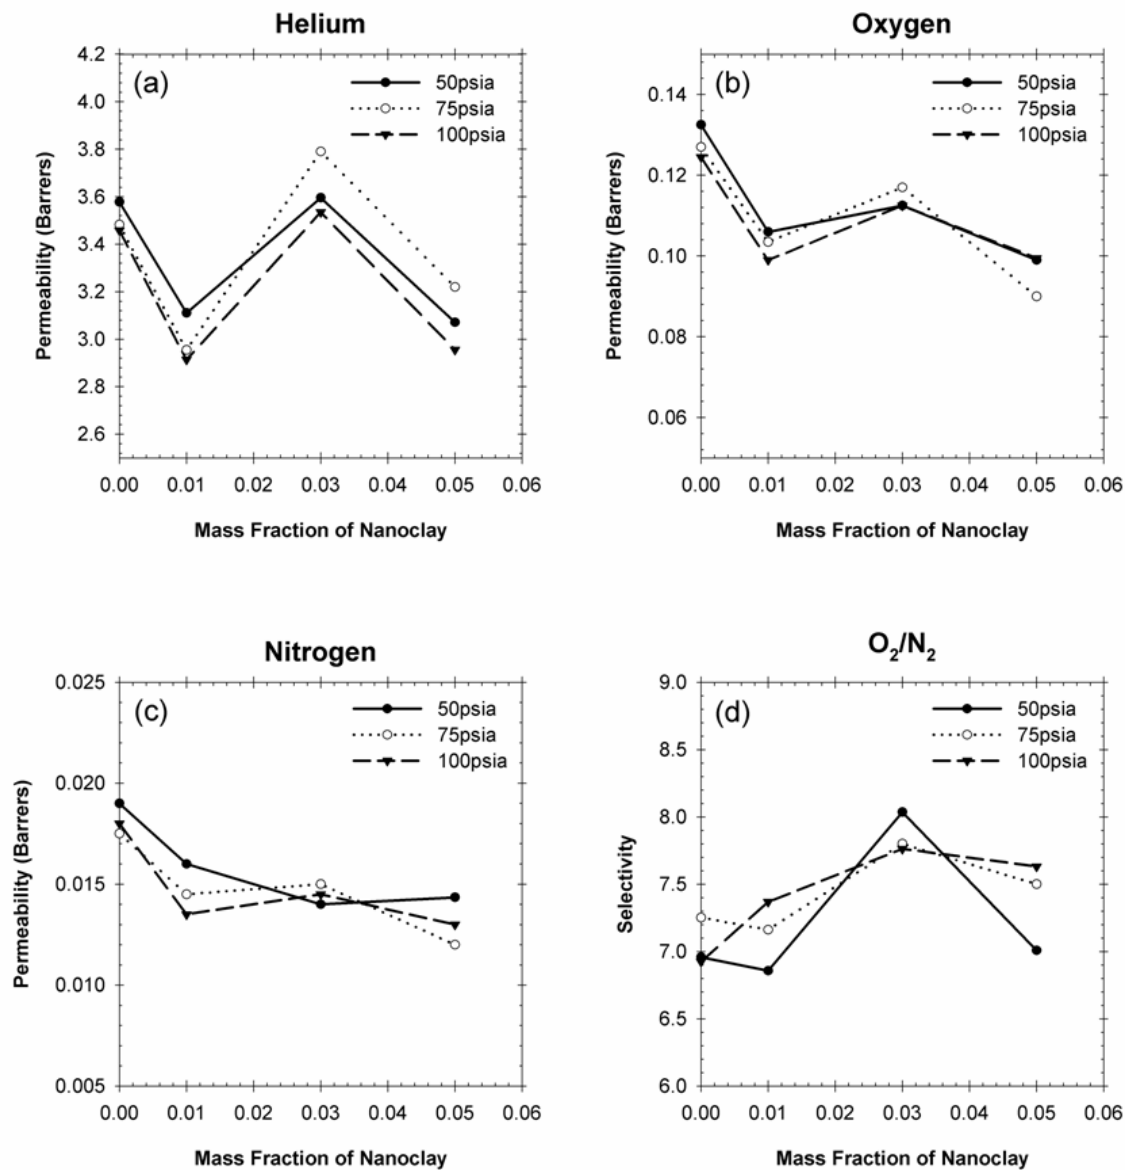 Helium
(a)
50psia
75psia
100psia
Permeability (Barrers)
4.2
4.0
3.8
3.6
3.4
3.2
3.0
2.8
2.6
0.00 0.01 0.02 0.03 0.04 0.05 0.06
Mass Fraction of Nanoclay
Oxygen
(b)
50psia
75psia
100psia
Permeability (Barrers)
0.14
0.12
0.10
0.08
0.06
0.00 0.01 0.02 0.03 0.04 0.05 0.06
Mass Fraction of Nanoclay
Nitrogen
(c)
50psia
75psia
100psia
Permeability (Barrers)
0.025
0.020
0.015
0.010
0.005
0.00 0.01 0.02 0.03 0.04 0.05 0.06
Mass Fraction of Nanoclay
O₂/N₂
(d)
50psia
75psia
100psia
Selectivity
9.0
8.5
8.0
7.5
7.0
6.5
6.0
0.00 0.01 0.02 0.03 0.04 0.05 0.06
Mass Fraction of Nanoclay